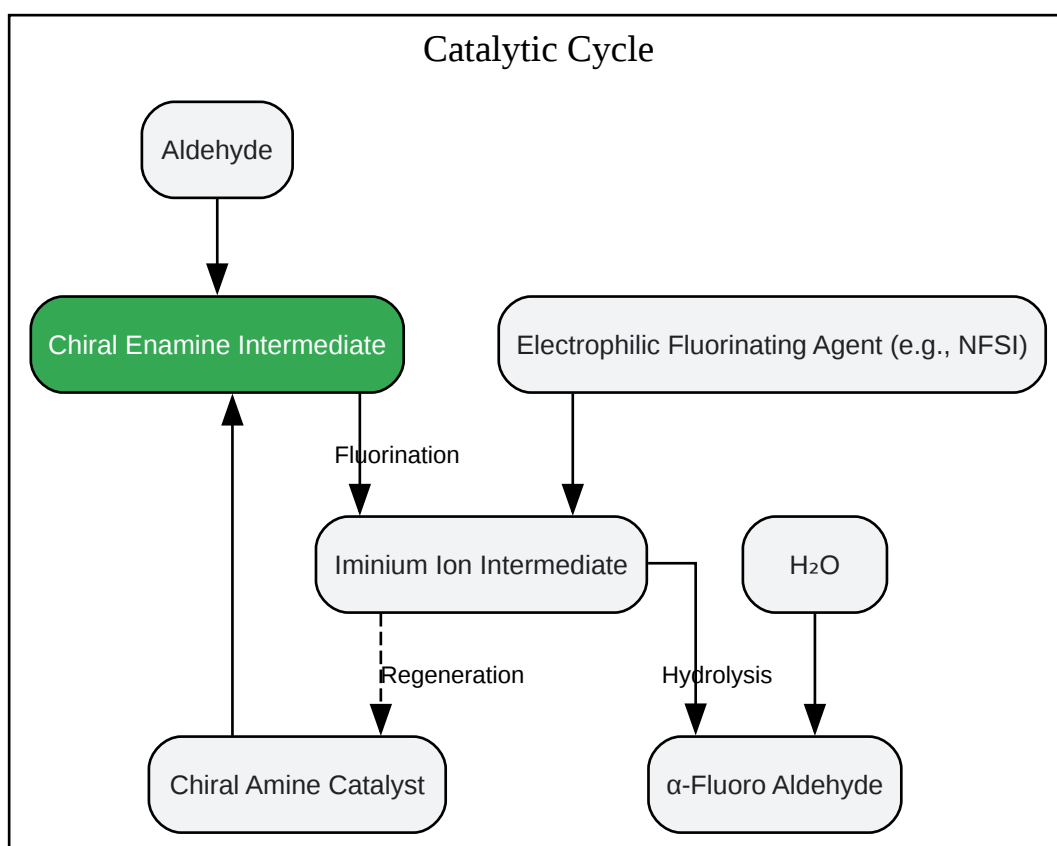 Catalytic Cycle
Aldehyde
Chiral Enamine Intermediate
Electrophilic Fluorinating Agent (e.g., NFSI)
Fluorination
Iminium Ion Intermediate
H₂O
Regeneration
Hydrolysis
Chiral Amine Catalyst
α-Fluoro Aldehyde